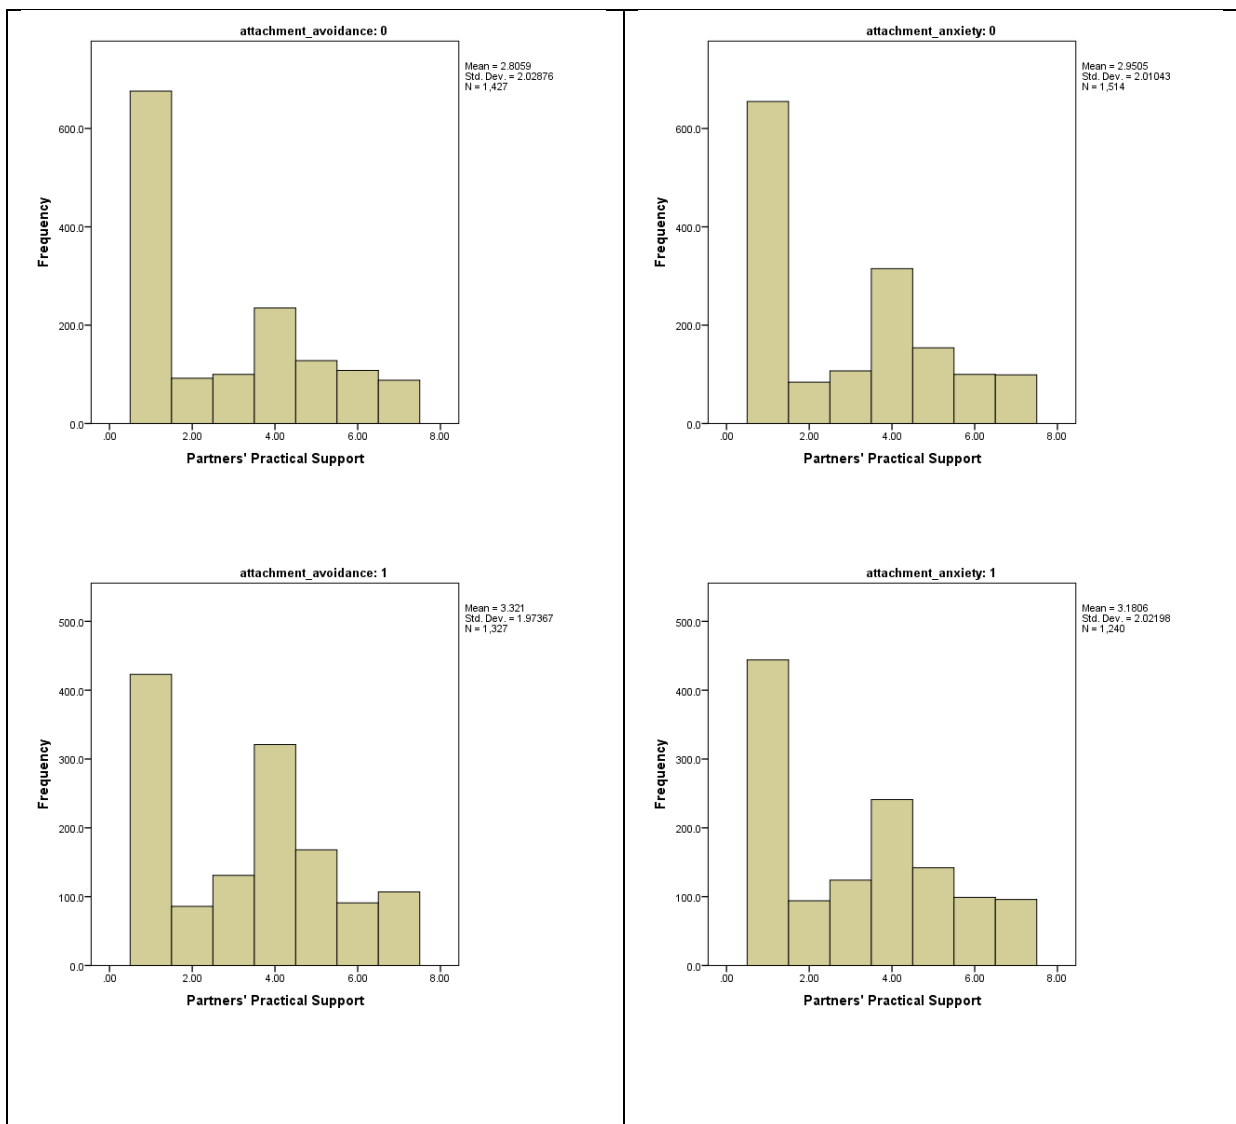 attachment_avoidance: 0
Mean = 2.8059
Std. Dev. = 2.02876
N = 1,427
600.0
400.0
200.0
0.0
Frequency
.00 2.00 4.00 6.00 8.00
Partners' Practical Support
attachment_anxiety: 0
Mean = 2.9505
Std. Dev. = 2.01043
N = 1,514
600.0
400.0
200.0
0.0
Frequency
.00 2.00 4.00 6.00 8.00
Partners' Practical Support
attachment_avoidance: 1
Mean = 3.321
Std. Dev. = 1.97367
N = 1,327
500.0
400.0
300.0
200.0
100.0
0.0
Frequency
.00 2.00 4.00 6.00 8.00
Partners' Practical Support
attachment_anxiety: 1
Mean = 3.1806
Std. Dev. = 2.02198
N = 1,240
500.0
400.0
300.0
200.0
100.0
0.0
Frequency
.00 2.00 4.00 6.00 8.00
Partners' Practical Support